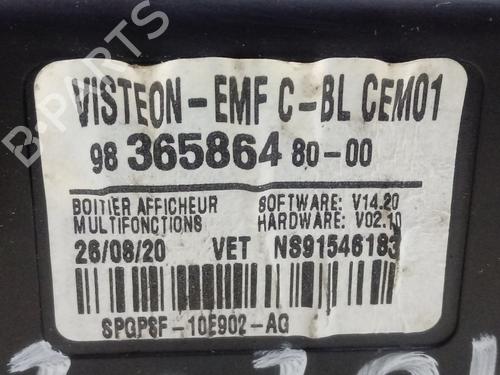 VISTEON-EMF C-BL CEM01
98 365864 80-00
BOITIER AFFICHEUR SOFTWARE: V14.20
MULTIFONCTIONS HARDWARE: V02.10
26/08/20 VET NS91546183
SPGPSF-10E902-AG